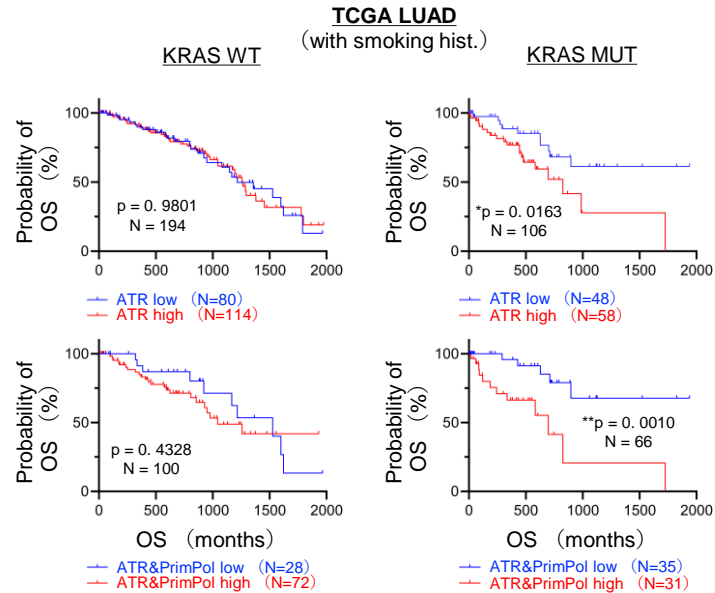 TCGA LUAD
(with smoking hist.)
KRAS WT
KRAS MUT
Probability of
OS (%)
100
50
0
p = 0. 9801
N = 194
0 500 1000 1500 2000
ATR low (N=80)
ATR high (N=114)
Probability of
OS (%)
100
50
0
*p = 0. 0163
N = 106
0 500 1000 1500 2000
ATR low (N=48)
ATR high (N=58)
Probability of
OS (%)
100
50
0
p = 0. 4328
N = 100
0 500 1000 1500 2000
OS (months)
ATR&PrimPol low (N=28)
ATR&PrimPol high (N=72)
Probability of
OS (%)
100
50
0
**p = 0. 0010
N = 66
0 500 1000 1500 2000
OS (months)
ATR&PrimPol low (N=35)
ATR&PrimPol high (N=31)